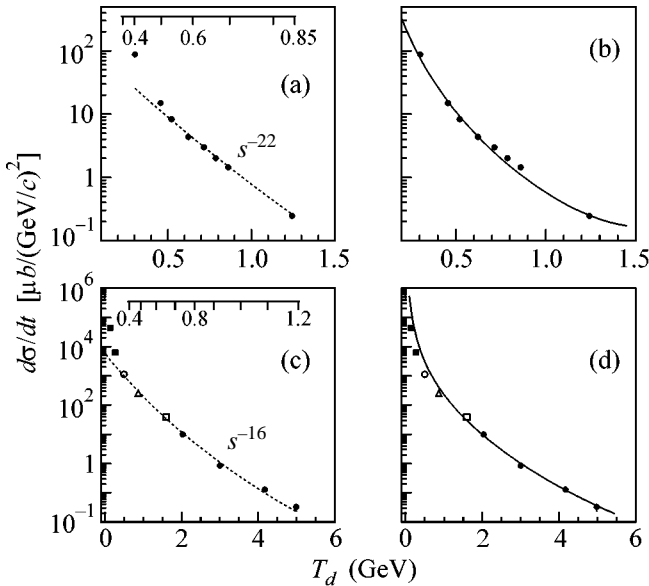 0.4 0.6 0.85
(a)
(b)
10² 10 1 10⁻¹
s⁻²²
0.5 1.0 1.5
0.5 1.0 1.5
dσ/dt [μb/(GeV/c)²]
10⁶ 10⁴ 10² 1 10⁻¹
0.4 0.8 1.2
(c)
(d)
s⁻¹⁶
0 2 4 6
0 2 4 6
T_d (GeV)